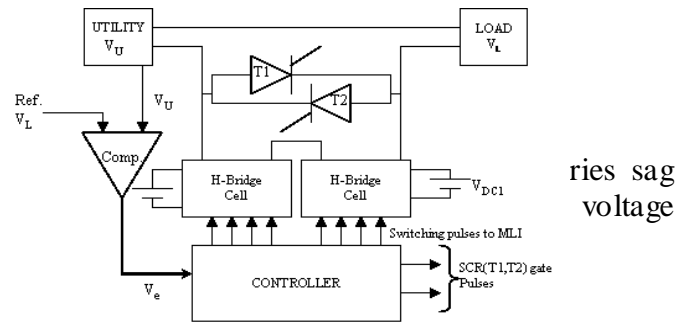 UTILITY
V_U
LOAD
V_L
T1
T2
Ref.
V_L
V_U
Comp.
H-Bridge
Cell
H-Bridge
Cell
V_DC1
ries sag
voltage
Switching pulses to MLI
CONTROLLER
SCR(T1,T2) gate
Pulses
V_e